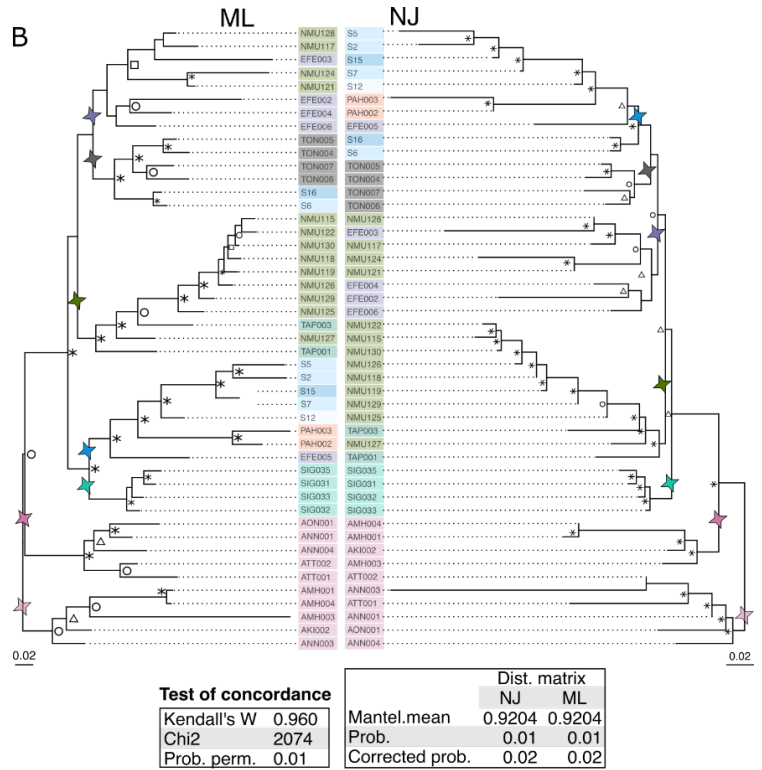 ML NJ
B
NMU128 S5
NMU117 S2
EFE003 S15
NMU124 S7
NMU121 S12
EFE002 PAH003
EFE004 PAH002
EFE006 EFE005
TON005 S16
TON004 S6
TON007 TON005
TON006 TON004
S16 TON007
S6 TON006
NMU115 NMU128
NMU122 EFE003
NMU130 NMU117
NMU118 NMU124
NMU119 NMU121
NMU126 EFE004
NMU129 EFE002
NMU125 EFE006
TAP003 NMU122
NMU127 NMU115
TAP001 NMU130
S5 NMU126
S2 NMU118
S15 NMU119
S7 NMU129
S12 NMU125
PAH003 TAP003
PAH002 NMU127
EFE005 TAP001
SIG035 SIG035
SIG031 SIG031
SIG033 SIG032
SIG032 SIG033
AON001 AMH004
ANN001 AMH001
ANN004 AKI002
ATT002 AMH003
ATT001 ATT002
AMH001 ANN003
AMH004 ATT001
AMH003 ANN001
AKI002 AON001
ANN003 ANN004
0.02 0.02
Test of concordance
Kendall's W 0.960
Chi2 2074
Prob. perm. 0.01
Dist. matrix
NJ ML
Mantel.mean 0.9204 0.9204
Prob. 0.01 0.01
Corrected prob. 0.02 0.02